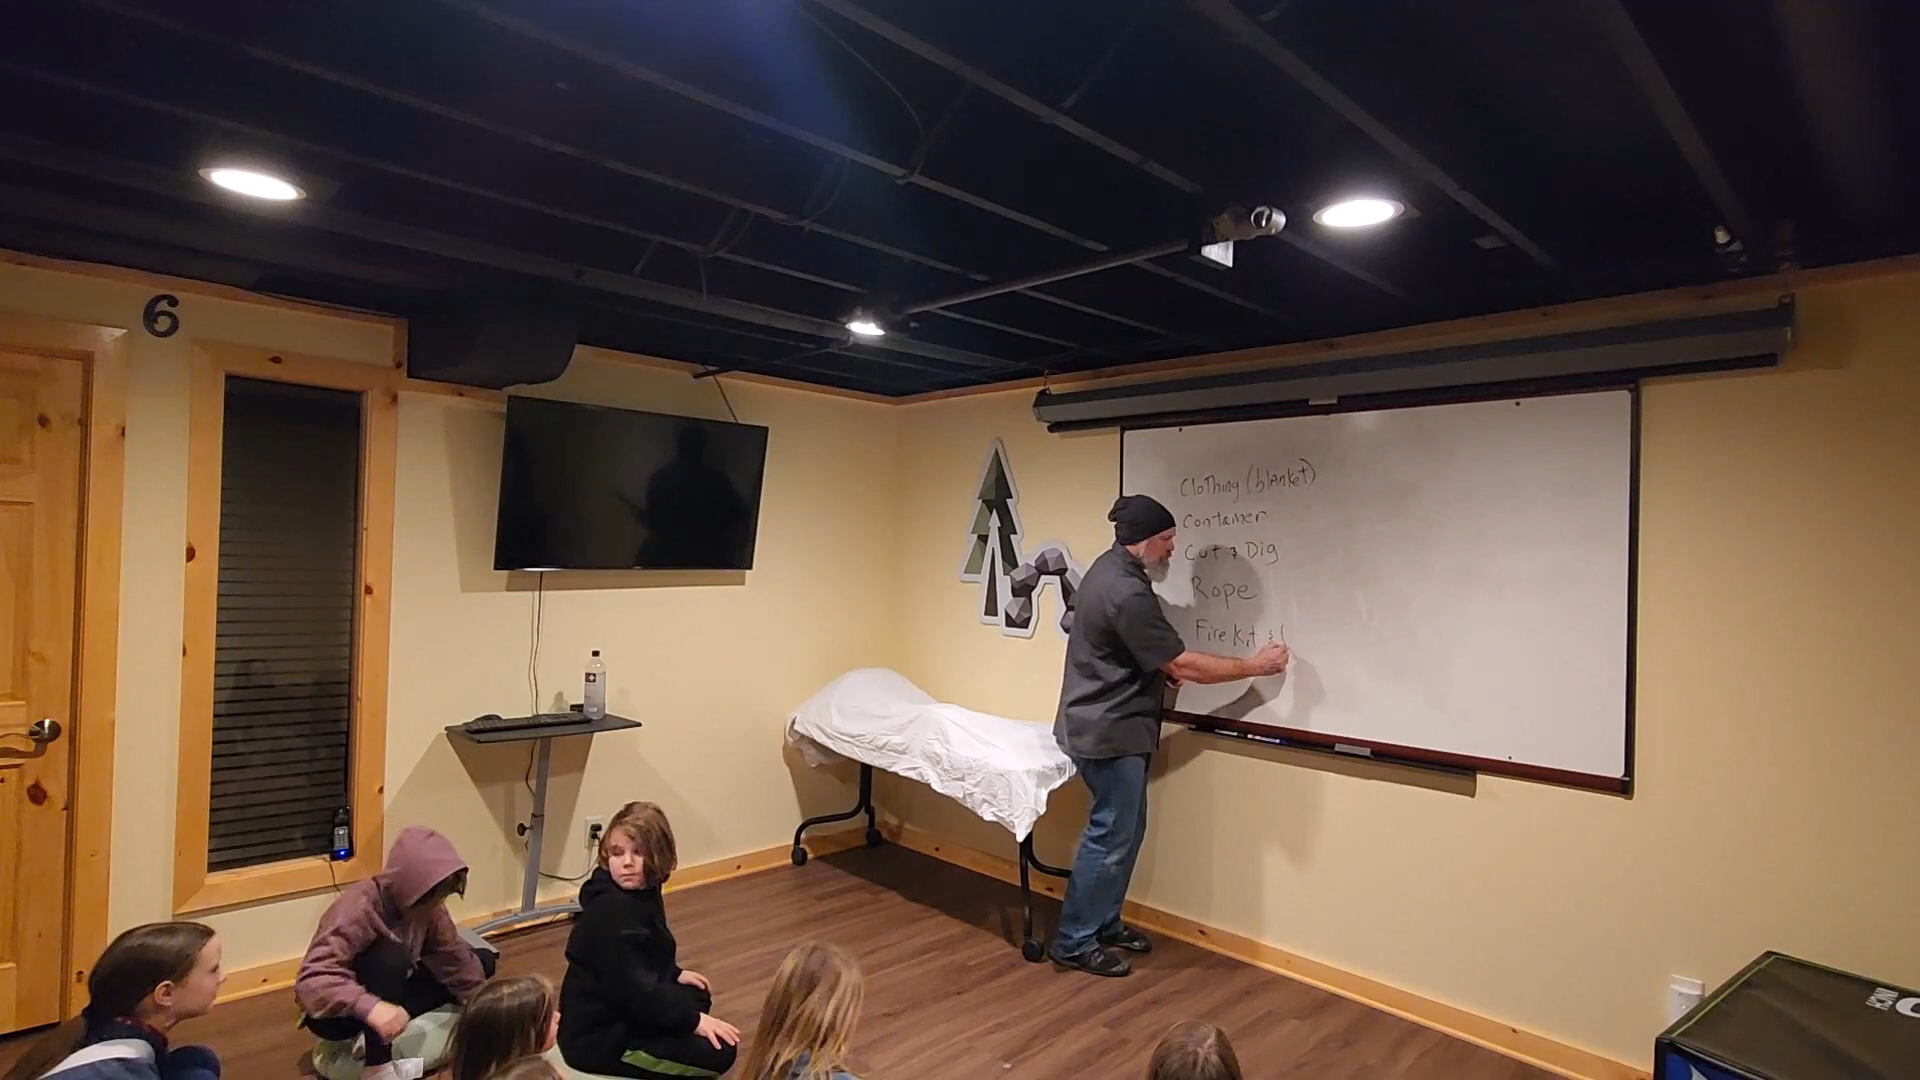 6
Clothing (blanket)
Container
Cut & Dig
Rope
Fire Kit &